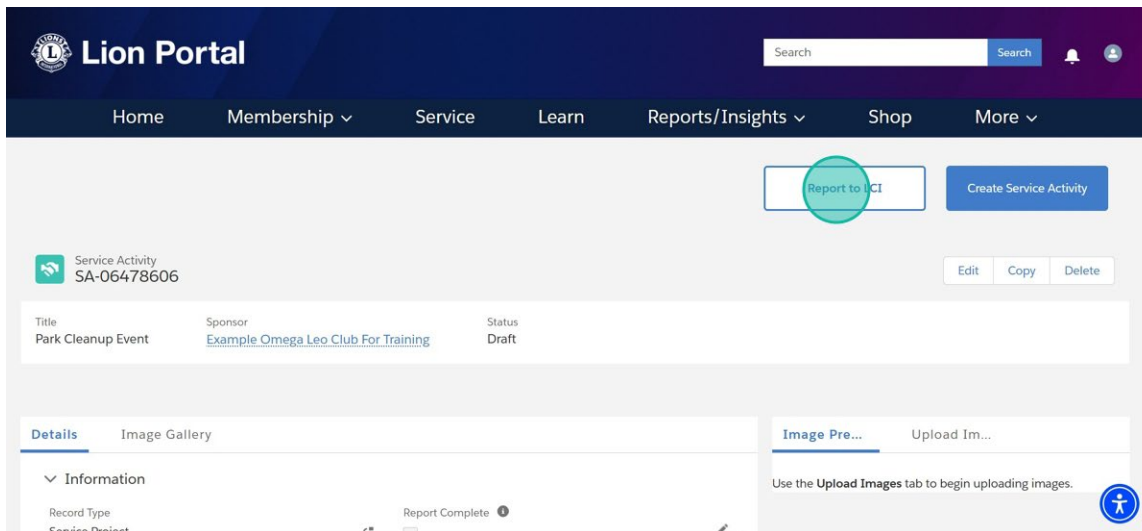 LIONS
L
Lion Portal
Search
Search
Home Membership Service Learn Reports/Insights Shop More
Report to LCI
Create Service Activity
Service Activity
SA-06478606
Edit Copy Delete
Title Sponsor Status
Park Cleanup Event Example Omega Leo Club For Training Draft
Details Image Gallery
Image Pre... Upload Im...
Information
Use the Upload Images tab to begin uploading images.
Record Type Report Complete
Service Project